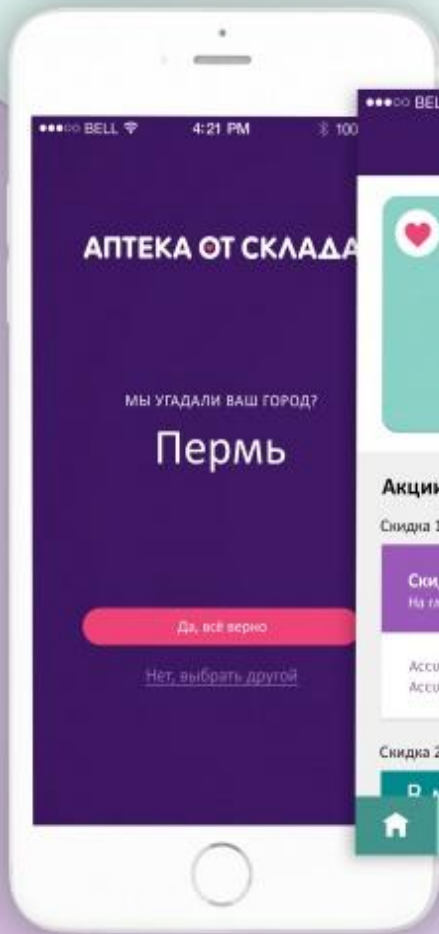 BELL
4:21 PM
100
АПТЕКА ОТ СКЛАДА
МЫ УГАДАЛИ ВАШ ГОРОД?
Пермь
Да, всё верно
Нет, выбрать другой
Акции
Скидка 1
Скидка 2